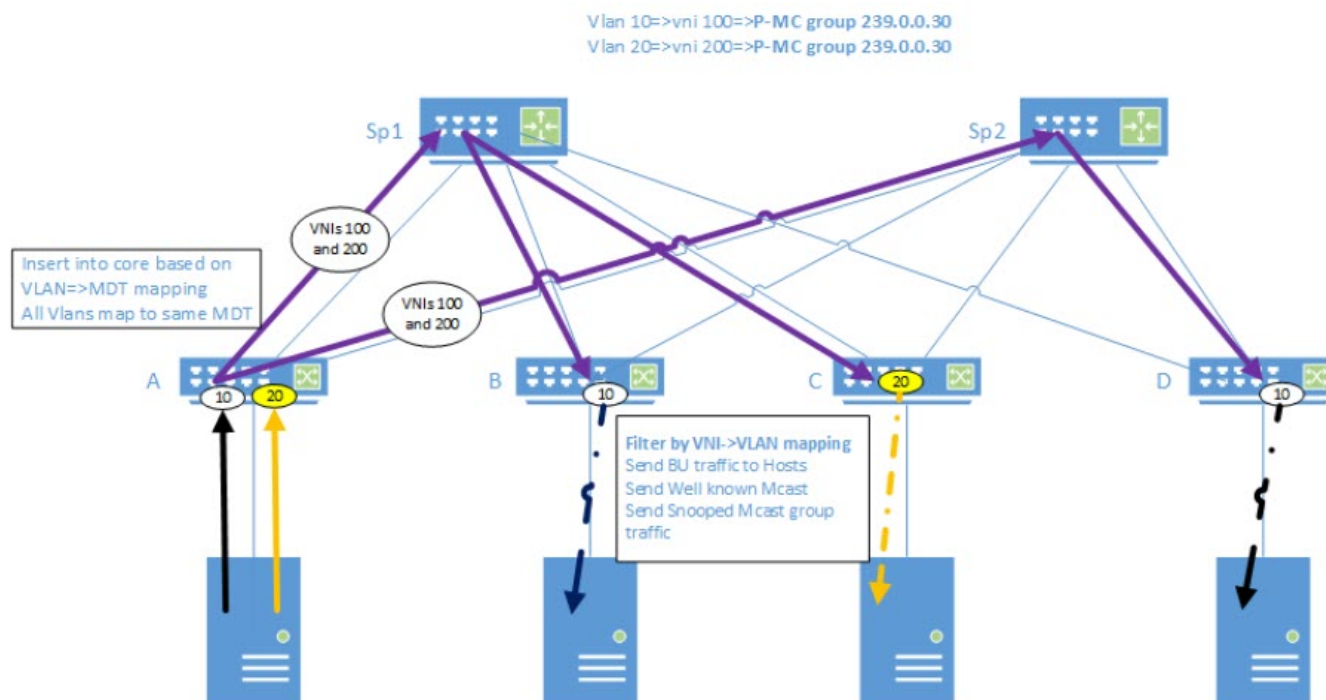 Vlan 10=>vni 100=>P-MC group 239.0.0.30
Vlan 20=>vni 200=>P-MC group 239.0.0.30
Sp1
Sp2
VNIs 100
and 200
Insert into core based on
VLAN=>MDT mapping
All Vlans map to same MDT
VNIs 100
and 200
A
B
C
D
10
20
10
20
10
Filter by VNI->VLAN mapping
Send BU traffic to Hosts
Send Well known Mcast
Send Snooped Mcast group
traffic